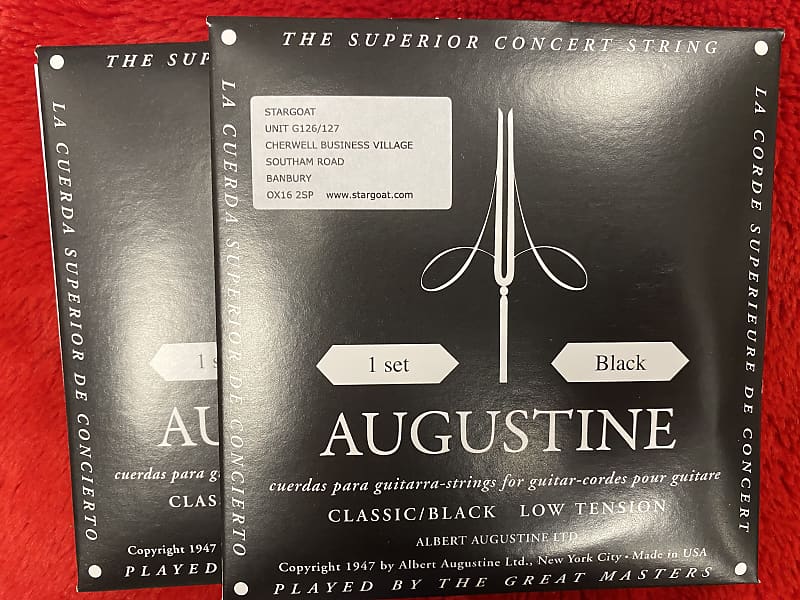 THE SUPERIOR CONCERT STRING
LA CUERDA SUPERIOR DE CONCIERTO
LA CORDE SUPERIEURE DE CONCERT
STARGOAT
UNIT G126/127
CHERWELL BUSINESS VILLAGE
SOUTHAM ROAD
BANBURY
OX16 2SP www.stargoat.com
1 set
Black
AUGUSTINE
cuerdas para guitarra-strings for guitar-cordes pour guitare
CLASSIC/BLACK LOW TENSION
ALBERT AUGUSTINE LTD
Copyright 1947 by Albert Augustine Ltd., New York City • Made in USA
PLAYED BY THE GREAT MASTERS
THE SUP
LA CUERDA SUPERIOR DE CONCIERTO
1 s
AU
cuerdas para g
CLAS
Copyright 1947
PLAYED